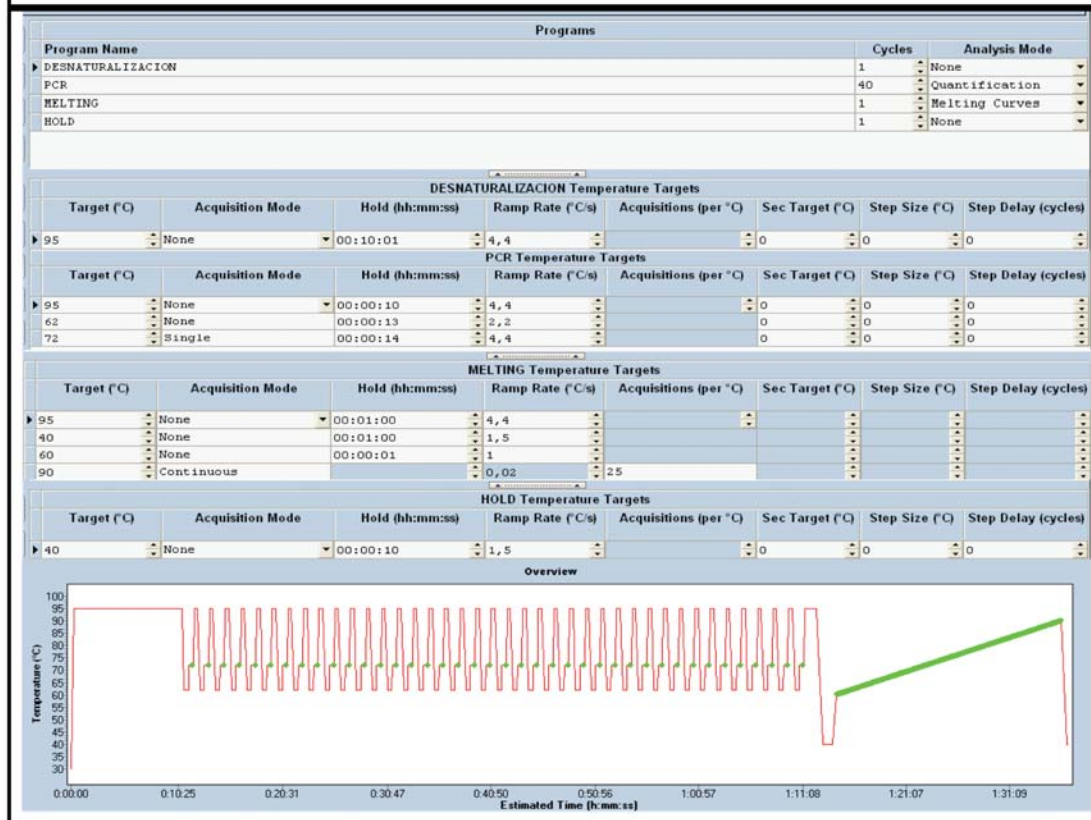 Programs
Program Name Cycles Analysis Mode
DESNATURALIZACION 1 None
PCR 40 Quantification
MELTING 1 Melting Curves
HOLD 1 None
DESNATURALIZACION Temperature Targets
Target (°C) Acquisition Mode Hold (hh:mm:ss) Ramp Rate (°C/s) Acquisitions (per °C) Sec Target (°C) Step Size (°C) Step Delay (cycles)
95 None 00:10:01 4,4 0 0 0
PCR Temperature Targets
Target (°C) Acquisition Mode Hold (hh:mm:ss) Ramp Rate (°C/s) Acquisitions (per °C) Sec Target (°C) Step Size (°C) Step Delay (cycles)
95 None 00:00:10 4,4 0 0 0
62 None 00:00:13 2,2 0 0 0
72 Single 00:00:14 4,4 0 0 0
MELTING Temperature Targets
Target (°C) Acquisition Mode Hold (hh:mm:ss) Ramp Rate (°C/s) Acquisitions (per °C) Sec Target (°C) Step Size (°C) Step Delay (cycles)
95 None 00:01:00 4,4
40 None 00:01:00 1,5
60 None 00:00:01 1
90 Continuous 0,02 25
HOLD Temperature Targets
Target (°C) Acquisition Mode Hold (hh:mm:ss) Ramp Rate (°C/s) Acquisitions (per °C) Sec Target (°C) Step Size (°C) Step Delay (cycles)
40 None 00:00:10 1,5 0 0 0
Overview
Temperature (°C)
100
95
90
85
80
75
70
65
60
55
50
45
40
35
30
0:00:00 0:10:25 0:20:31 0:30:47 0:40:50 0:50:56 1:00:57 1:11:08 1:21:07 1:31:09
Estimated Time (h:mm:ss)